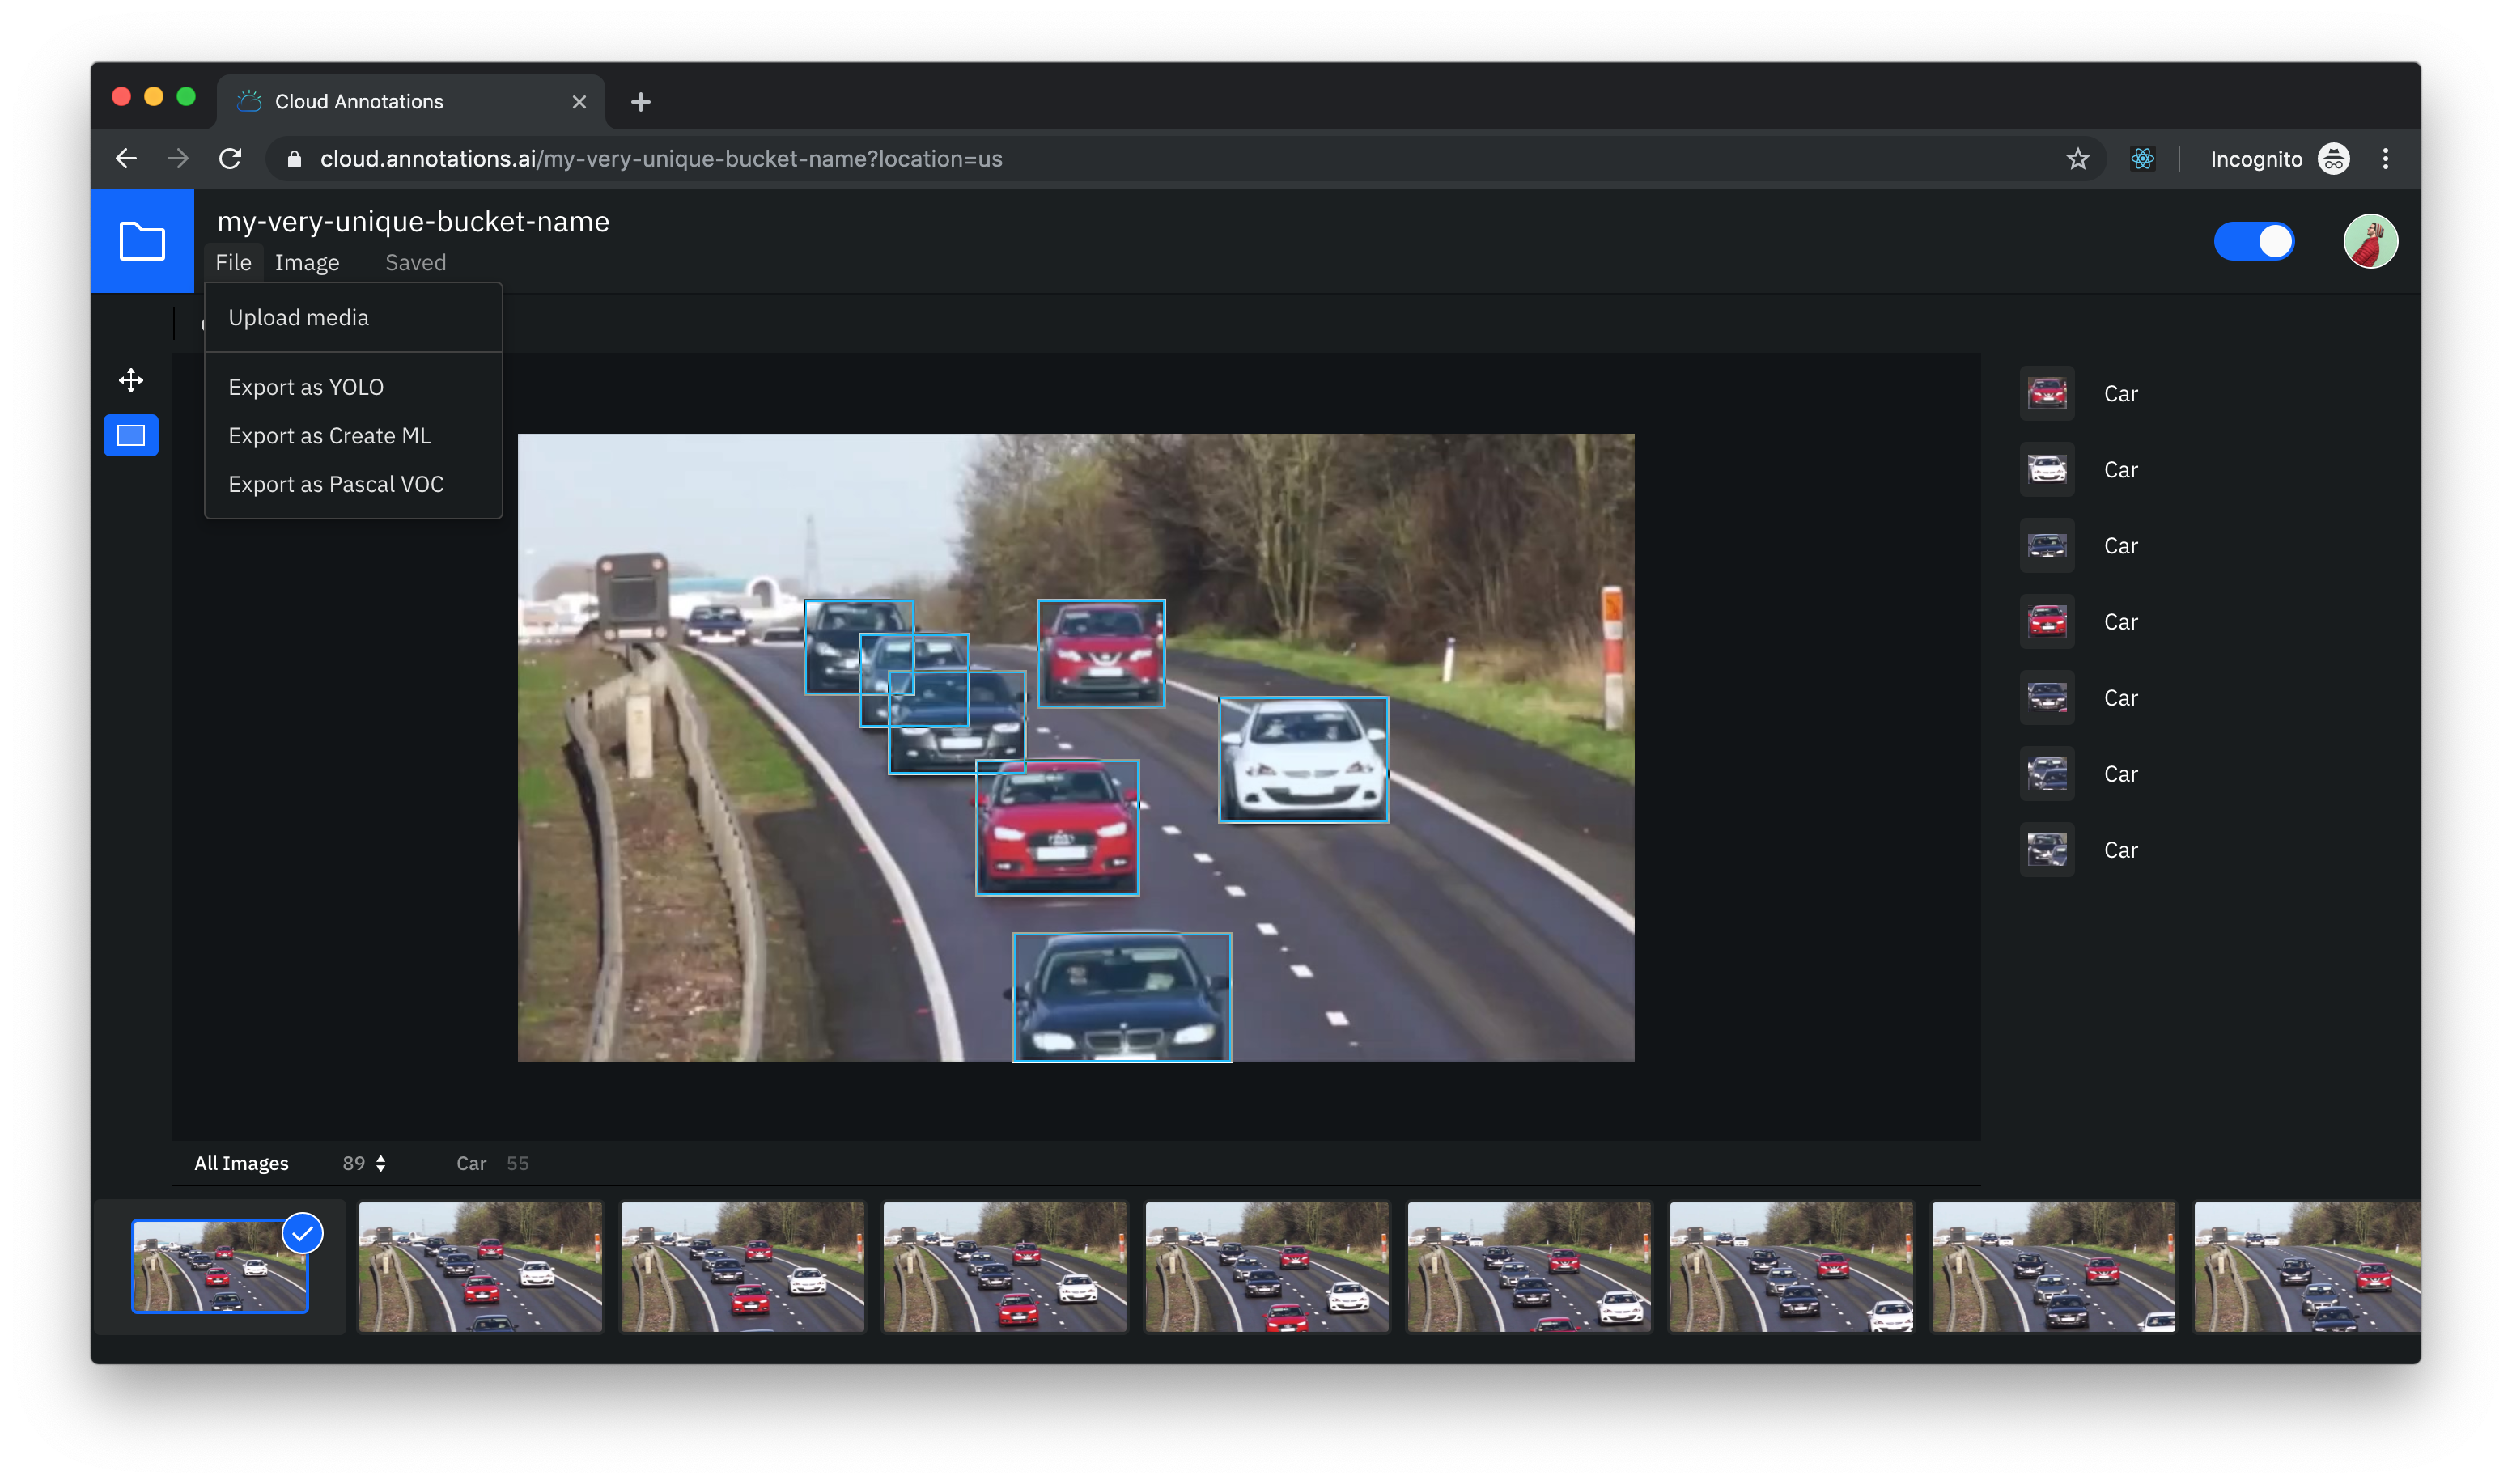 Cloud Annotations
cloud.annotations.ai/my-very-unique-bucket-name?location=us
Incognito
my-very-unique-bucket-name
File Image Saved
Upload media
Export as YOLO
Export as Create ML
Export as Pascal VOC
Car
Car
Car
Car
Car
Car
Car
All Images 89 Car 55